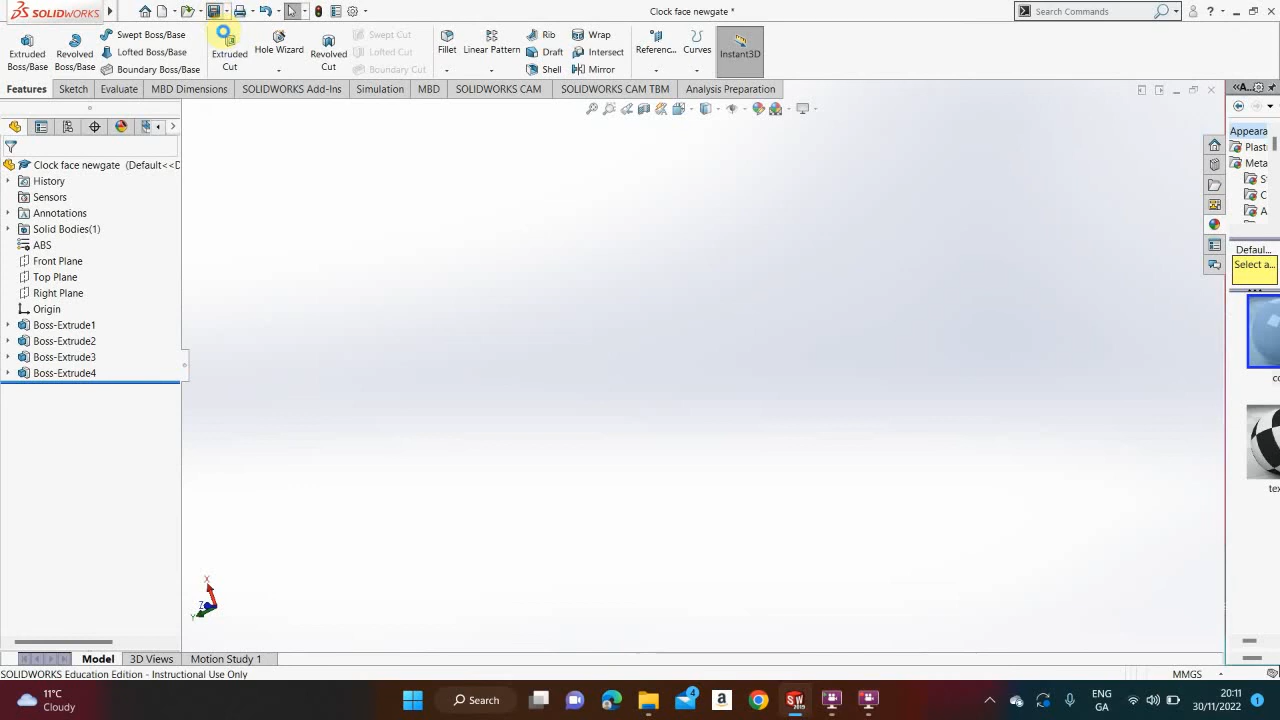 SOLIDWORKS
Clock face newgate *
Search Commands
Extruded Boss/Base
Revolved Boss/Base
Swept Boss/Base
Lofted Boss/Base
Boundary Boss/Base
Extruded Cut
Hole Wizard
Revolved Cut
Swept Cut
Lofted Cut
Boundary Cut
Fillet
Linear Pattern
Rib
Draft
Shell
Wrap
Intersect
Mirror
Referenc...
Curves
Instant3D
Features
Sketch
Evaluate
MBD Dimensions
SOLIDWORKS Add-Ins
Simulation
MBD
SOLIDWORKS CAM
SOLIDWORKS CAM TBM
Analysis Preparation
Clock face newgate (Default<<D
History
Sensors
Annotations
Solid Bodies(1)
ABS
Front Plane
Top Plane
Right Plane
Origin
Boss-Extrude1
Boss-Extrude2
Boss-Extrude3
Boss-Extrude4
«A...
Appeara
Plast
Meta
S
C
A
Defaul...
Select a...
co
tex
X
Y
Z
Model
3D Views
Motion Study 1
SOLIDWORKS Education Edition - Instructional Use Only
MMGS
11°C
Cloudy
Search
4
SW
2019
ENG
GA
20:11
30/11/2022
1